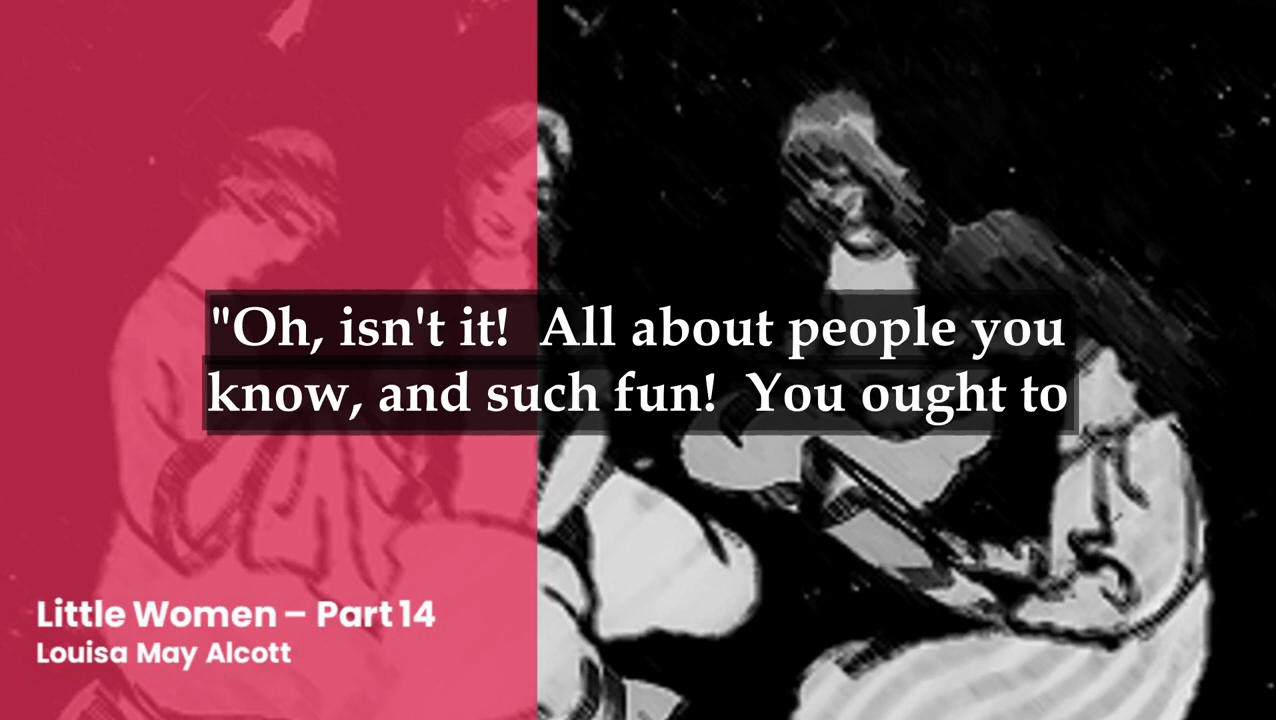 "Oh, isn't it!  All about people you
know, and such fun!  You ought to
Little Women – Part 14
Louisa May Alcott